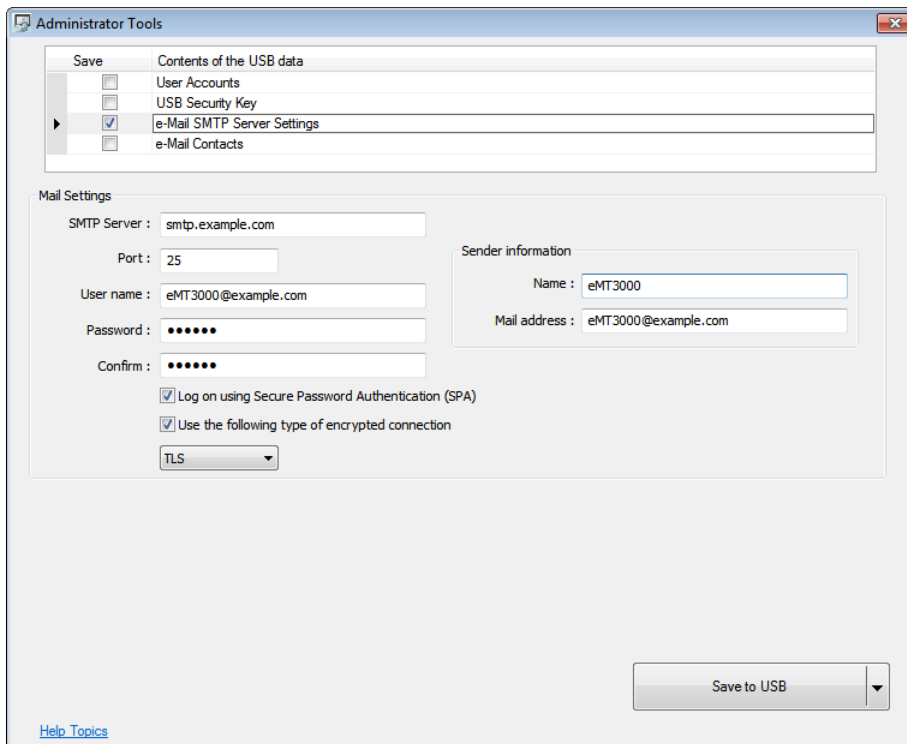 Administrator Tools
Save Contents of the USB data
User Accounts
USB Security Key
e-Mail SMTP Server Settings
e-Mail Contacts
Mail Settings
SMTP Server : smtp.example.com
Port : 25
User name : eMT3000@example.com
Password : ••••••
Confirm : ••••••
Log on using Secure Password Authentication (SPA)
Use the following type of encrypted connection
TLS
Sender information
Name : eMT3000
Mail address : eMT3000@example.com
Save to USB
Help Topics